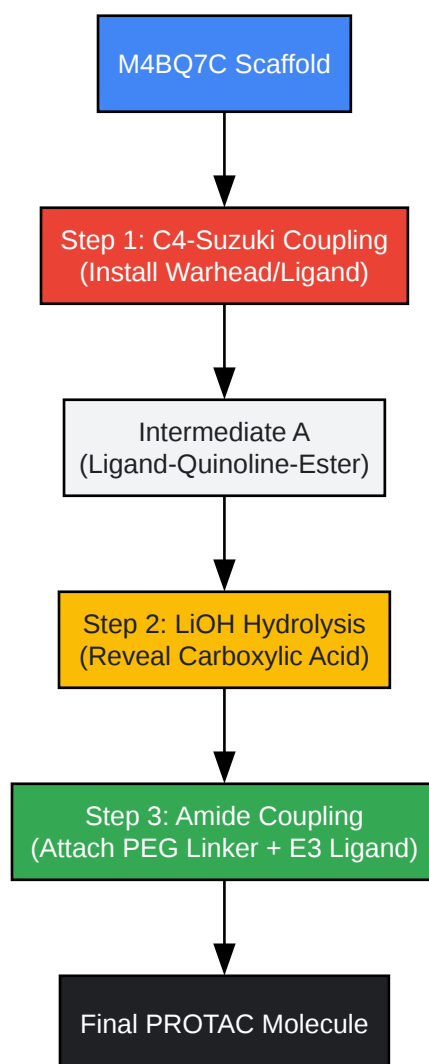 M4BQ7C Scaffold
Step 1: C4-Suzuki Coupling
(Install Warhead/Ligand)
Intermediate A
(Ligand-Quinoline-Ester)
Step 2: LiOH Hydrolysis
(Reveal Carboxylic Acid)
Step 3: Amide Coupling
(Attach PEG Linker + E3 Ligand)
Final PROTAC Molecule